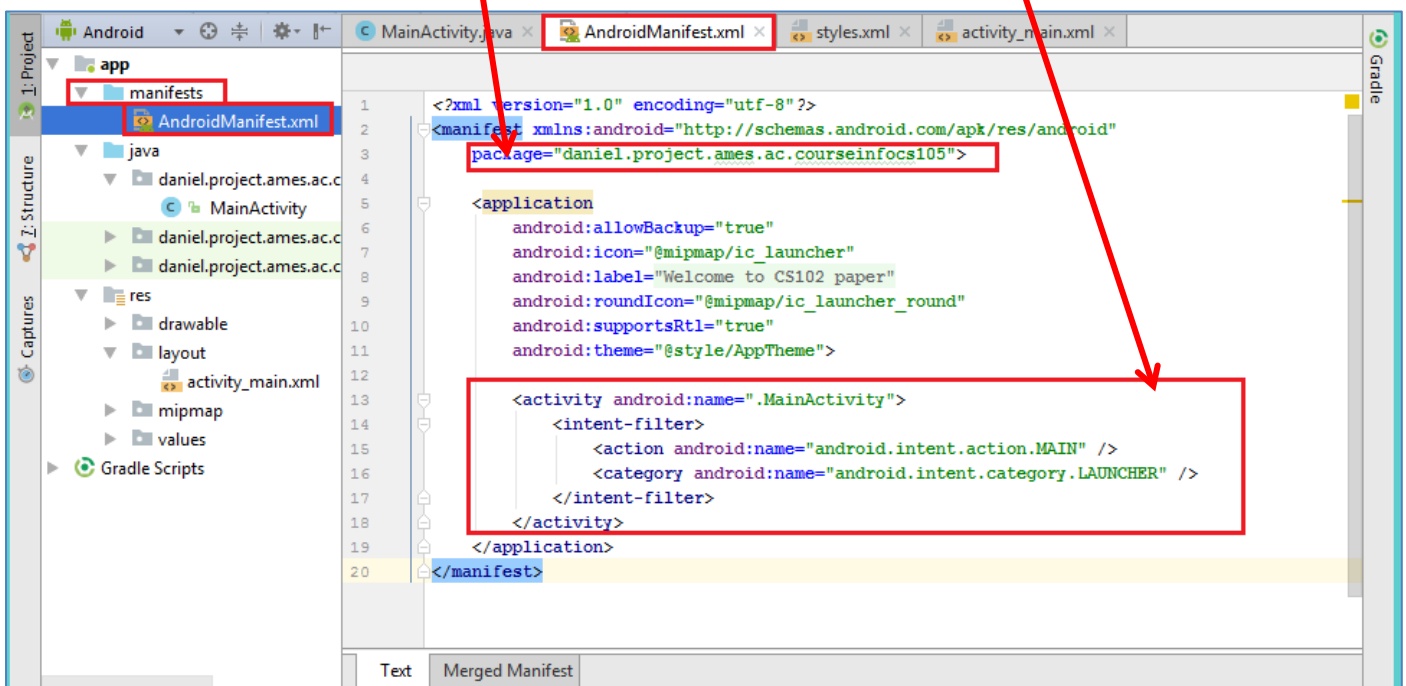 1: Project
7: Structure
Captures
Android
app
manifests
AndroidManifest.xml
java
daniel.project.ames.ac.c
MainActivity
daniel.project.ames.ac.c
daniel.project.ames.ac.c
res
drawable
layout
activity_main.xml
mipmap
values
Gradle Scripts
MainActivity.java
AndroidManifest.xml
styles.xml
activity_main.xml
1 <?xml version="1.0" encoding="utf-8"?>
2 <manifest xmlns:android="http://schemas.android.com/apk/res/android"
3 package="daniel.project.ames.ac.courseinfocs105">
4
5 <application
6 android:allowBackup="true"
7 android:icon="@mipmap/ic_launcher"
8 android:label="Welcome to CS102 paper"
9 android:roundIcon="@mipmap/ic_launcher_round"
10 android:supportsRtl="true"
11 android:theme="@style/AppTheme">
12
13 <activity android:name=".MainActivity">
14 <intent-filter>
15 <action android:name="android.intent.action.MAIN" />
16 <category android:name="android.intent.category.LAUNCHER" />
17 </intent-filter>
18 </activity>
19 </application>
20 </manifest>
Text
Merged Manifest
Gradle